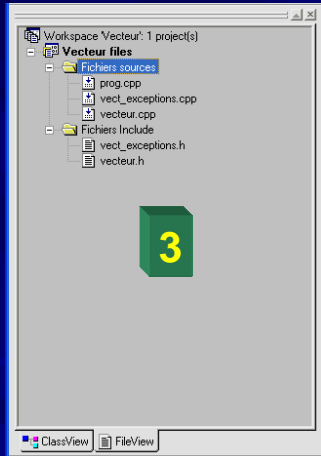 Workspace 'Vecteur': 1 project(s)
Vecteur files
Fichiers sources
prog.cpp
vect_exceptions.cpp
vecteur.cpp
Fichiers Include
vect_exceptions.h
vecteur.h
3
ClassView FileView